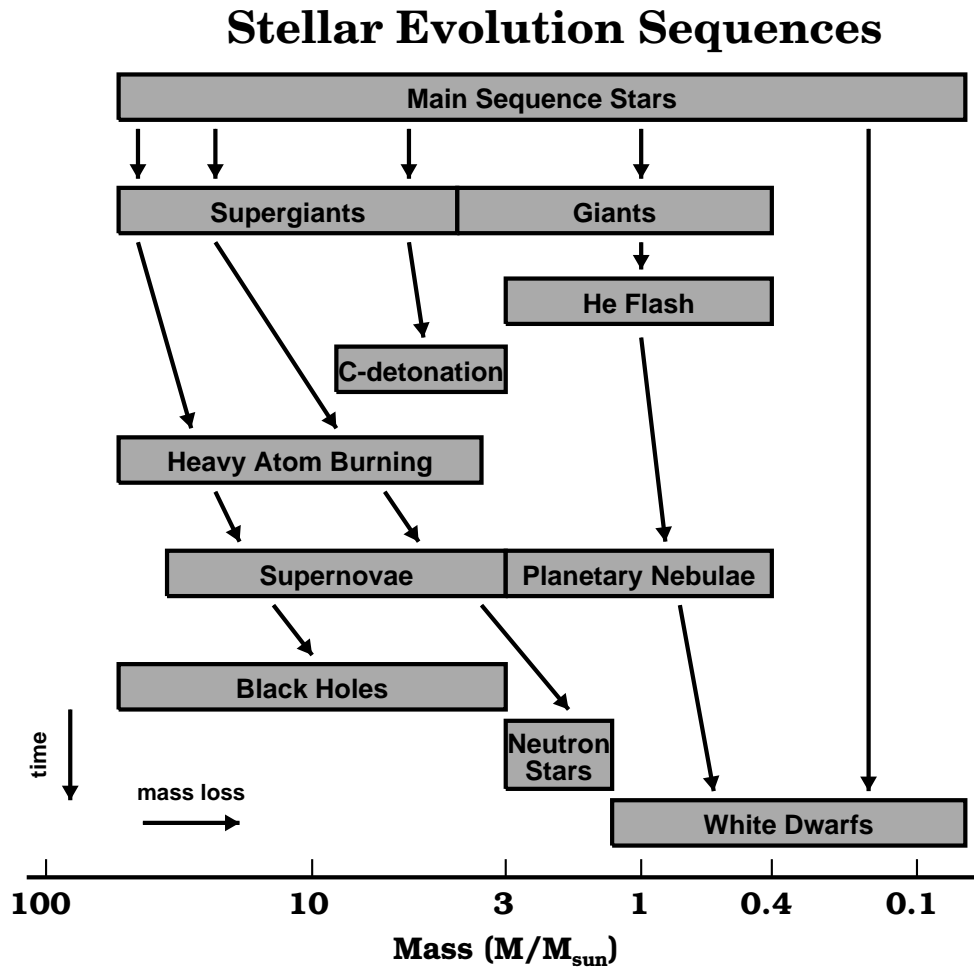 Stellar Evolution Sequences
Main Sequence Stars
Supergiants
Giants
He Flash
C-detonation
Heavy Atom Burning
Supernovae
Planetary Nebulae
Black Holes
Neutron
Stars
time
mass loss
White Dwarfs
100 10 3 1 0.4 0.1
Mass (M/M_sun)